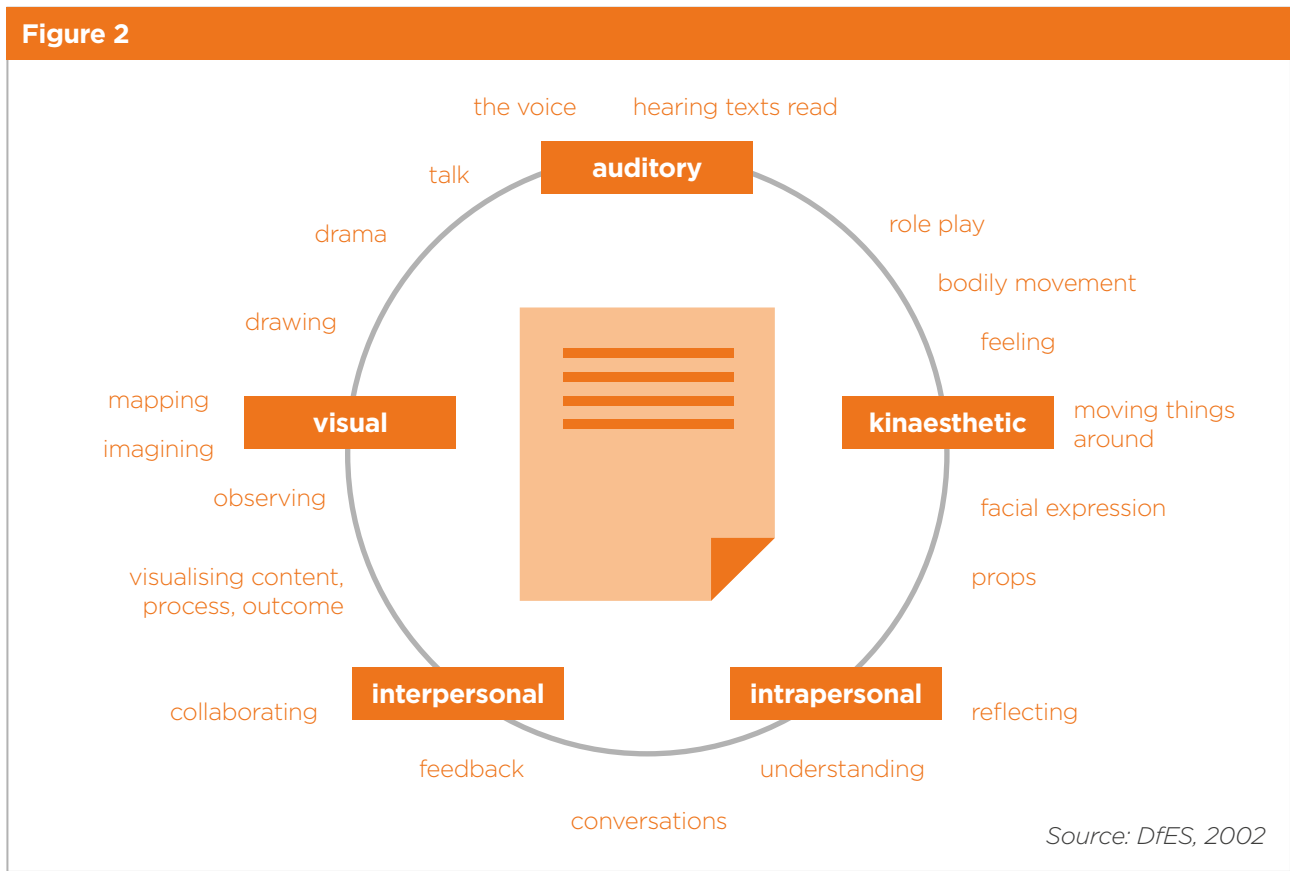 Figure 2
the voice
hearing texts read
auditory
talk
role play
drama
bodily movement
drawing
feeling
mapping
visual
kinaesthetic
moving things
around
imagining
observing
facial expression
visualising content,
process, outcome
props
interpersonal
intrapersonal
collaborating
reflecting
feedback
understanding
conversations
Source: DfES, 2002